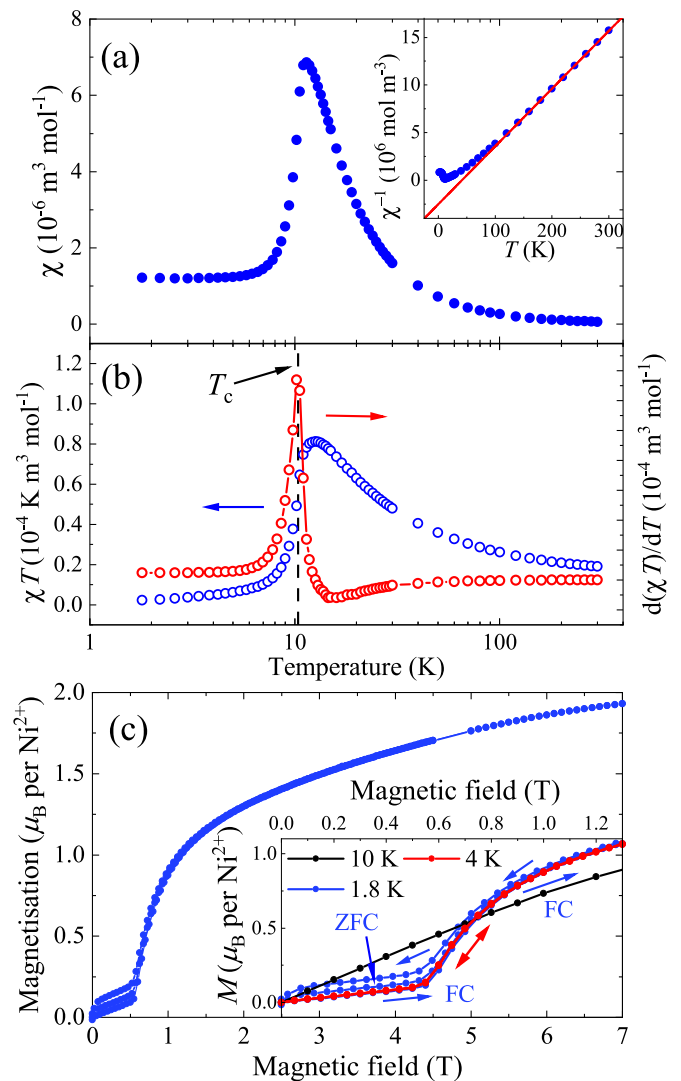 (a)
8
6
4
2
0
χ (10⁻⁶ m³ mol⁻¹)
15
10
5
0
χ⁻¹ (10⁶ mol m⁻³)
0 100 200 300
T (K)
(b)
T_c
1.2
1.0
0.8
0.6
0.4
0.2
0.0
χT (10⁻⁴ K m³ mol⁻¹)
d(χT)/dT (10⁻⁴ m³ mol⁻¹)
1 10 100
Temperature (K)
(c)
2.0
1.5
1.0
0.5
0.0
Magnetisation (μ_B per Ni²⁺)
Magnetic field (T)
0.0 0.2 0.4 0.6 0.8 1.0 1.2
1.0
0.5
0.0
M (μ_B per Ni²⁺)
10 K 4 K
1.8 K
ZFC
FC
FC
0 1 2 3 4 5 6 7
Magnetic field (T)